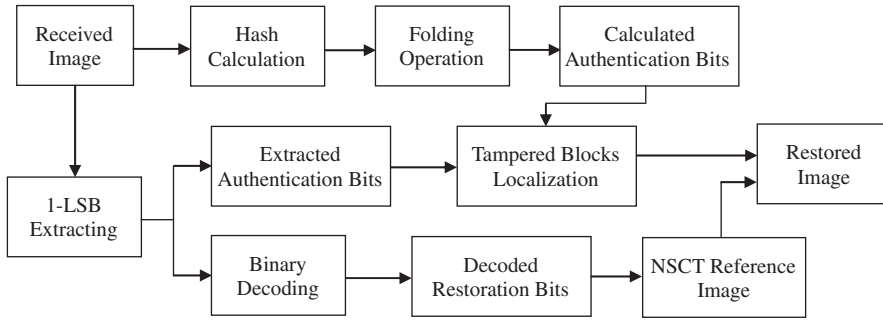 Received
Image
Hash
Calculation
Folding
Operation
Calculated
Authentication Bits
Extracted
Authentication Bits
Tampered Blocks
Localization
Restored
Image
1-LSB
Extracting
Binary
Decoding
Decoded
Restoration Bits
NSCT Reference
Image